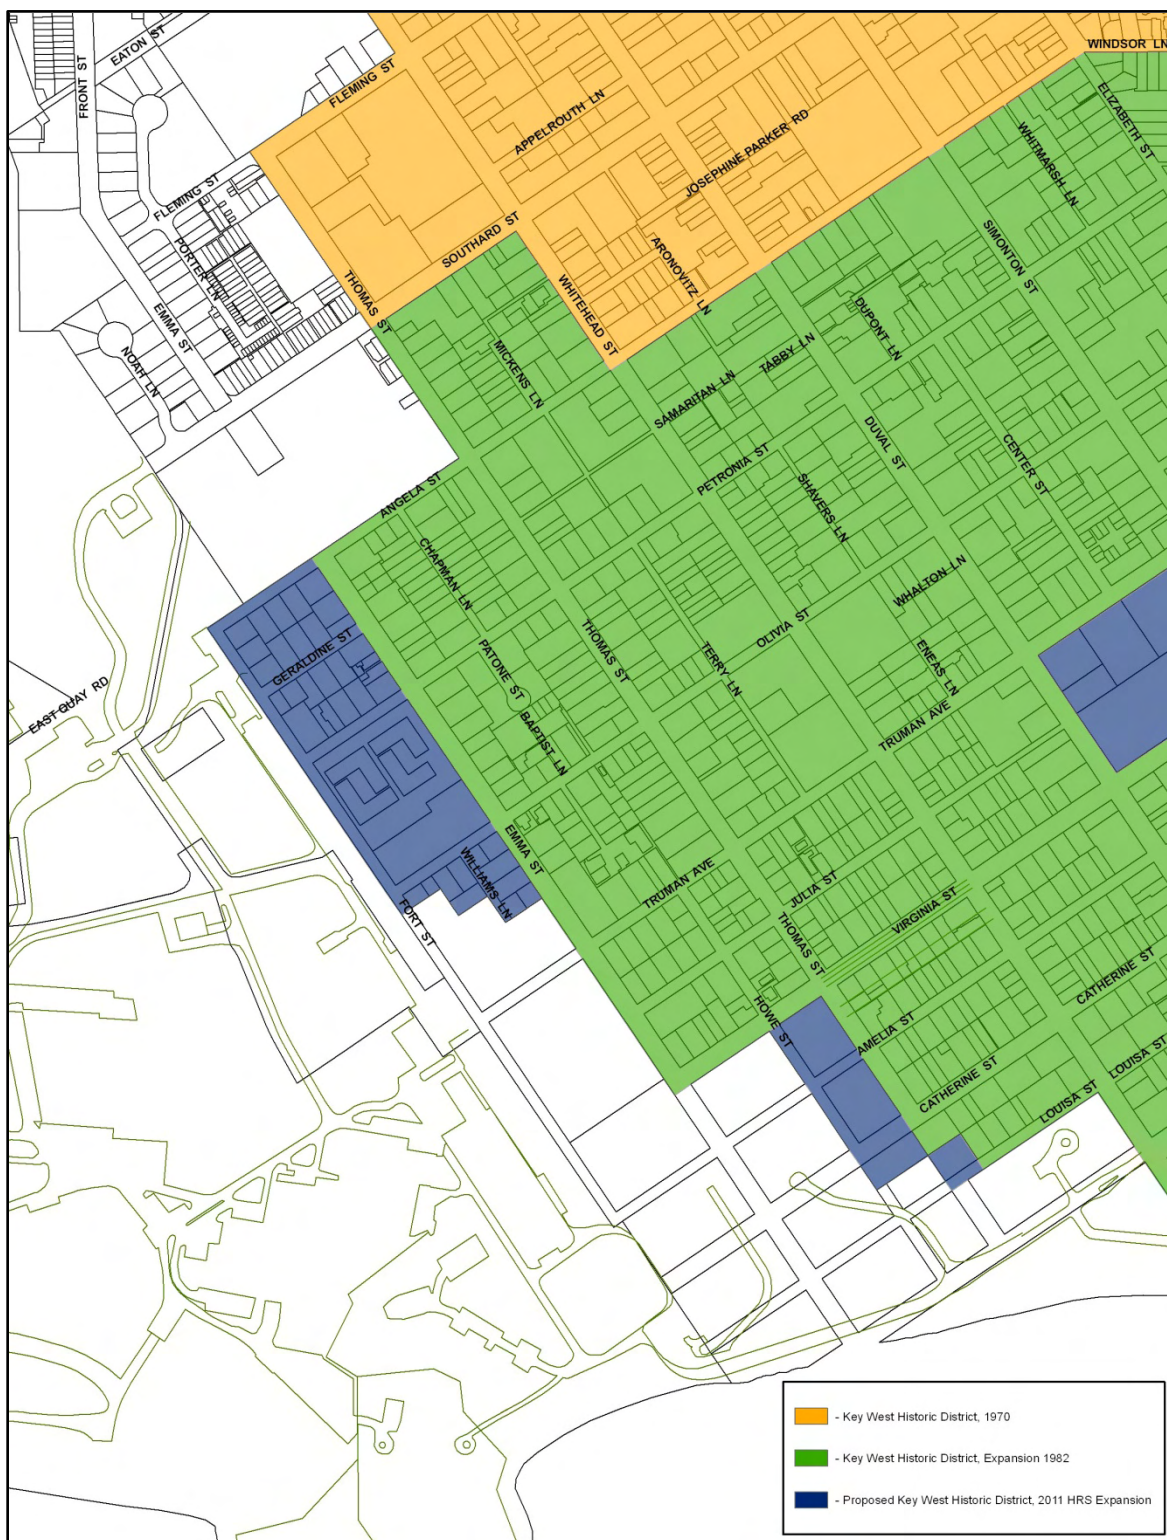 WINDSOR LN
EATON ST
FRONT ST
FLEMING ST
ELIZABETH ST
APPELROUTH LN
JOSEPHINE PARKER RD
WHITMARSH LN
FLEMING ST
SOUTHARD ST
PORTER LN
ARONOVITZ LN
SIMONTON ST
THOMAS ST
WHITEHEAD ST
EMMA ST
DUPONT LN
NOAH LN
MICKENS LN
TABBY LN
SAMARITAN LN
DUVAL ST
CENTER ST
PETRONIA ST
ANGELA ST
SHAVERS LN
CHAPMAN LN
WHALTON LN
OLIVIA ST
GERALDINE ST
THOMAS ST
TERRY LN
ENEAS LN
PATONE ST
EAST QUAY RD
BAPTIST LN
TRUMAN AVE
EMMA ST
WILLIAMS LN
TRUMAN AVE
JULIA ST
VIRGINIA ST
FORT ST
THOMAS ST
CATHERINE ST
HOWE ST
AMELIA ST
LOUISA ST
CATHERINE ST
LOUISA ST
- Key West Historic District, 1970
- Key West Historic District, Expansion 1982
- Proposed Key West Historic District, 2011 HRS Expansion